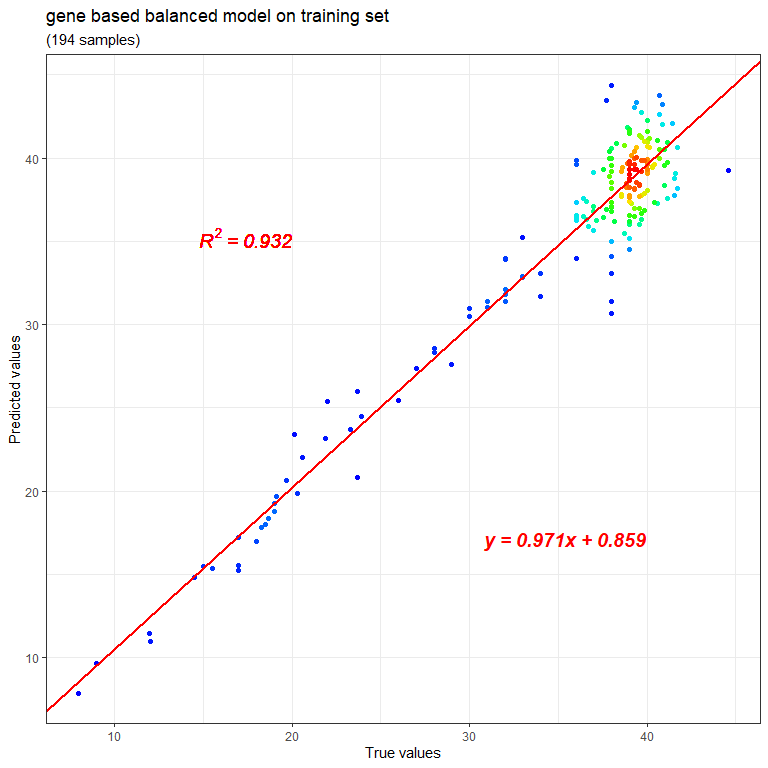 gene based balanced model on training set
(194 samples)
40
R² = 0.932
30
Predicted values
20
y = 0.971x + 0.859
10
10 20 30 40
True values